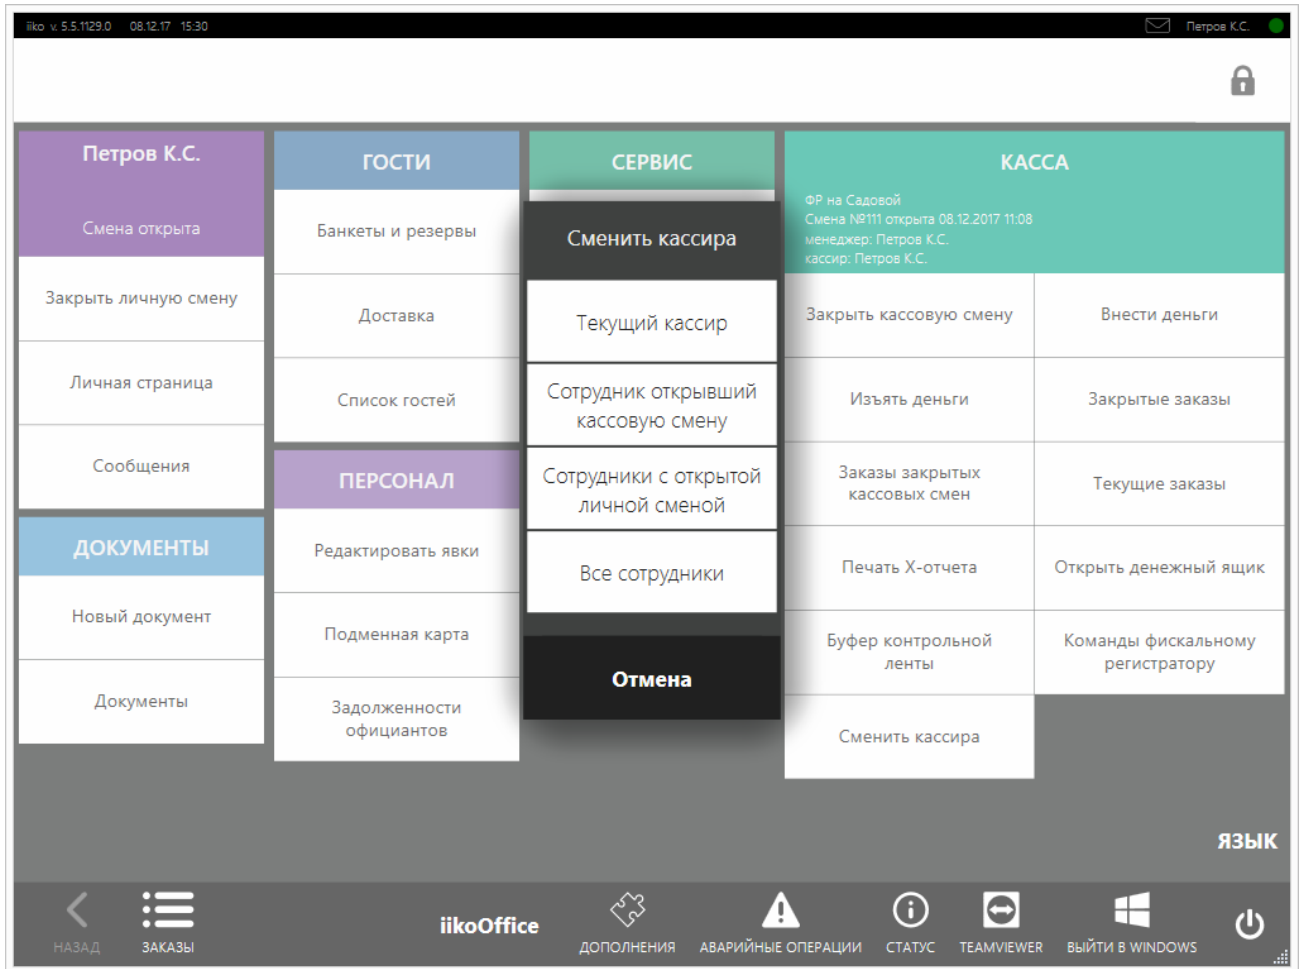 iiko v. 5.5.1129.0 08.12.17 15:30
Петров К.С.
Петров К.С.
Смена открыта
Закрыть личную смену
Личная страница
Сообщения
ДОКУМЕНТЫ
Новый документ
Документы
ГОСТИ
Банкеты и резервы
Доставка
Список гостей
ПЕРСОНАЛ
Редактировать явки
Подменная карта
Задолженности
официантов
СЕРВИС
Сменить кассира
Текущий кассир
Сотрудник открывший
кассовую смену
Сотрудники с открытой
личной сменой
Все сотрудники
Отмена
КАССА
ФР на Садовой
Смена №111 открыта 08.12.2017 11:08
менеджер: Петров К.С.
кассир: Петров К.С.
Закрыть кассовую смену
Внести деньги
Изъять деньги
Закрытые заказы
Заказы закрытых
кассовых смен
Текущие заказы
Печать X-отчета
Открыть денежный ящик
Буфер контрольной
ленты
Команды фискальному
регистратору
Сменить кассира
ЯЗЫК
НАЗАД
ЗАКАЗЫ
iikoOffice
ДОПОЛНЕНИЯ
АВАРИЙНЫЕ ОПЕРАЦИИ
СТАТУС
TEAMVIEWER
ВЫЙТИ В WINDOWS